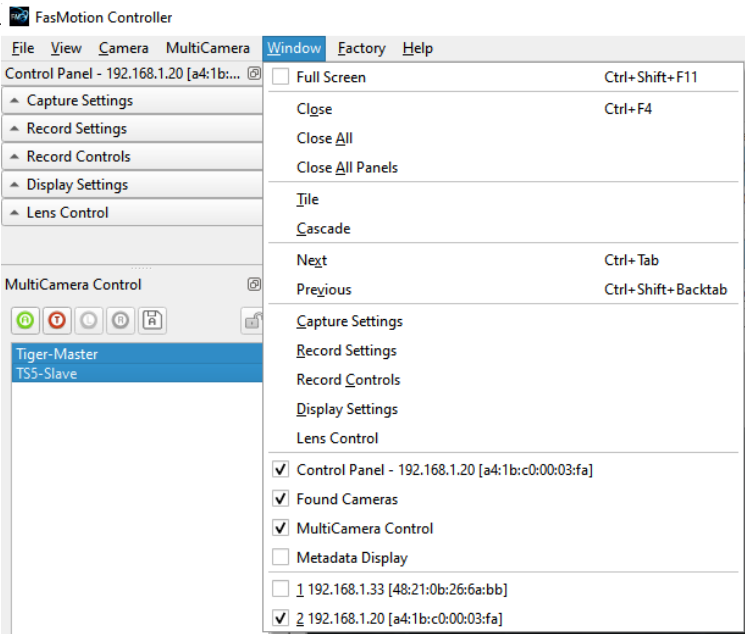 FasMotion Controller
File View Camera MultiCamera Window Factory Help
Control Panel - 192.168.1.20 [a4:1b:...
Capture Settings
Record Settings
Record Controls
Display Settings
Lens Control
MultiCamera Control
A T L R A
Tiger-Master
TS5-Slave
Full Screen Ctrl+Shift+F11
Close Ctrl+F4
Close All
Close All Panels
Tile
Cascade
Next Ctrl+Tab
Previous Ctrl+Shift+Backtab
Capture Settings
Record Settings
Record Controls
Display Settings
Lens Control
Control Panel - 192.168.1.20 [a4:1b:c0:00:03:fa]
Found Cameras
MultiCamera Control
Metadata Display
1 192.168.1.33 [48:21:0b:26:6a:bb]
2 192.168.1.20 [a4:1b:c0:00:03:fa]